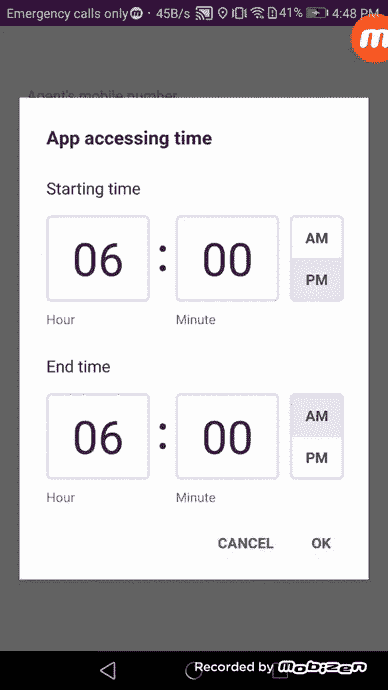 Emergency calls only · 45B/s 41% 4:48 PM
Agent's mobile number
App accessing time
Starting time
06 : 00 AM PM
Hour Minute
End time
06 : 00 AM PM
Hour Minute
CANCEL OK
Recorded by mobizen